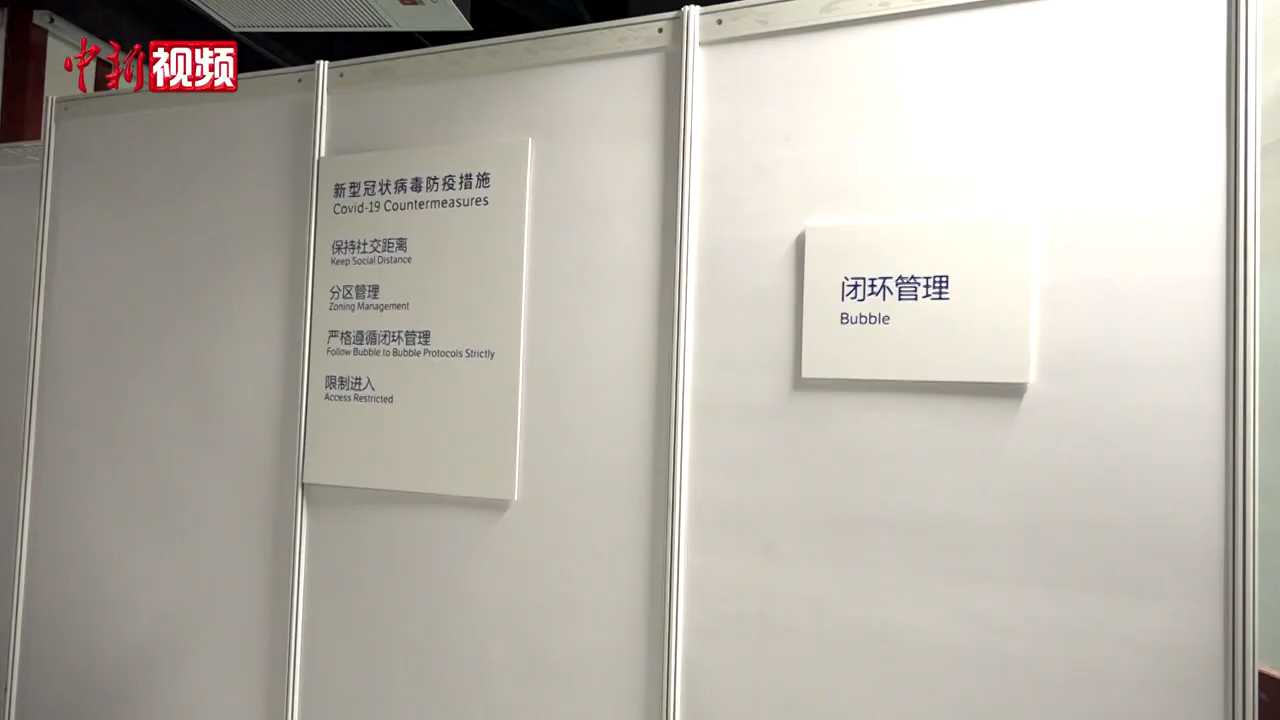 中新视频
新型冠状病毒防疫措施
Covid-19 Countermeasures
保持社交距离
Keep Social Distance
分区管理
Zoning Management
严格遵循闭环管理
Follow Bubble to Bubble Protocols Strictly
限制进入
Access Restricted
闭环管理
Bubble